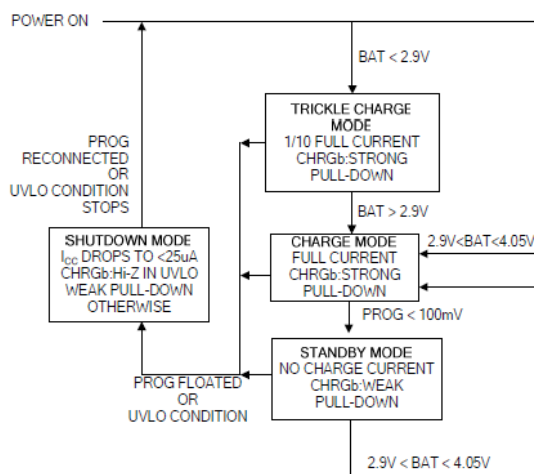 POWER ON
BAT < 2.9V
TRICKLE CHARGE
MODE
1/10 FULL CURRENT
CHRGb:STRONG
PULL-DOWN
PROG
RECONNECTED
OR
UVLO CONDITION
STOPS
BAT > 2.9V
SHUTDOWN MODE
ICC DROPS TO <25uA
CHRGb:Hi-Z IN UVLO
WEAK PULL-DOWN
OTHERWISE
CHARGE MODE
FULL CURRENT
CHRGb:STRONG
PULL-DOWN
2.9V<BAT<4.05V
PROG < 100mV
STANDBY MODE
NO CHARGE CURRENT
CHRGb:WEAK
PULL-DOWN
PROG FLOATED
OR
UVLO CONDITION
2.9V < BAT < 4.05V